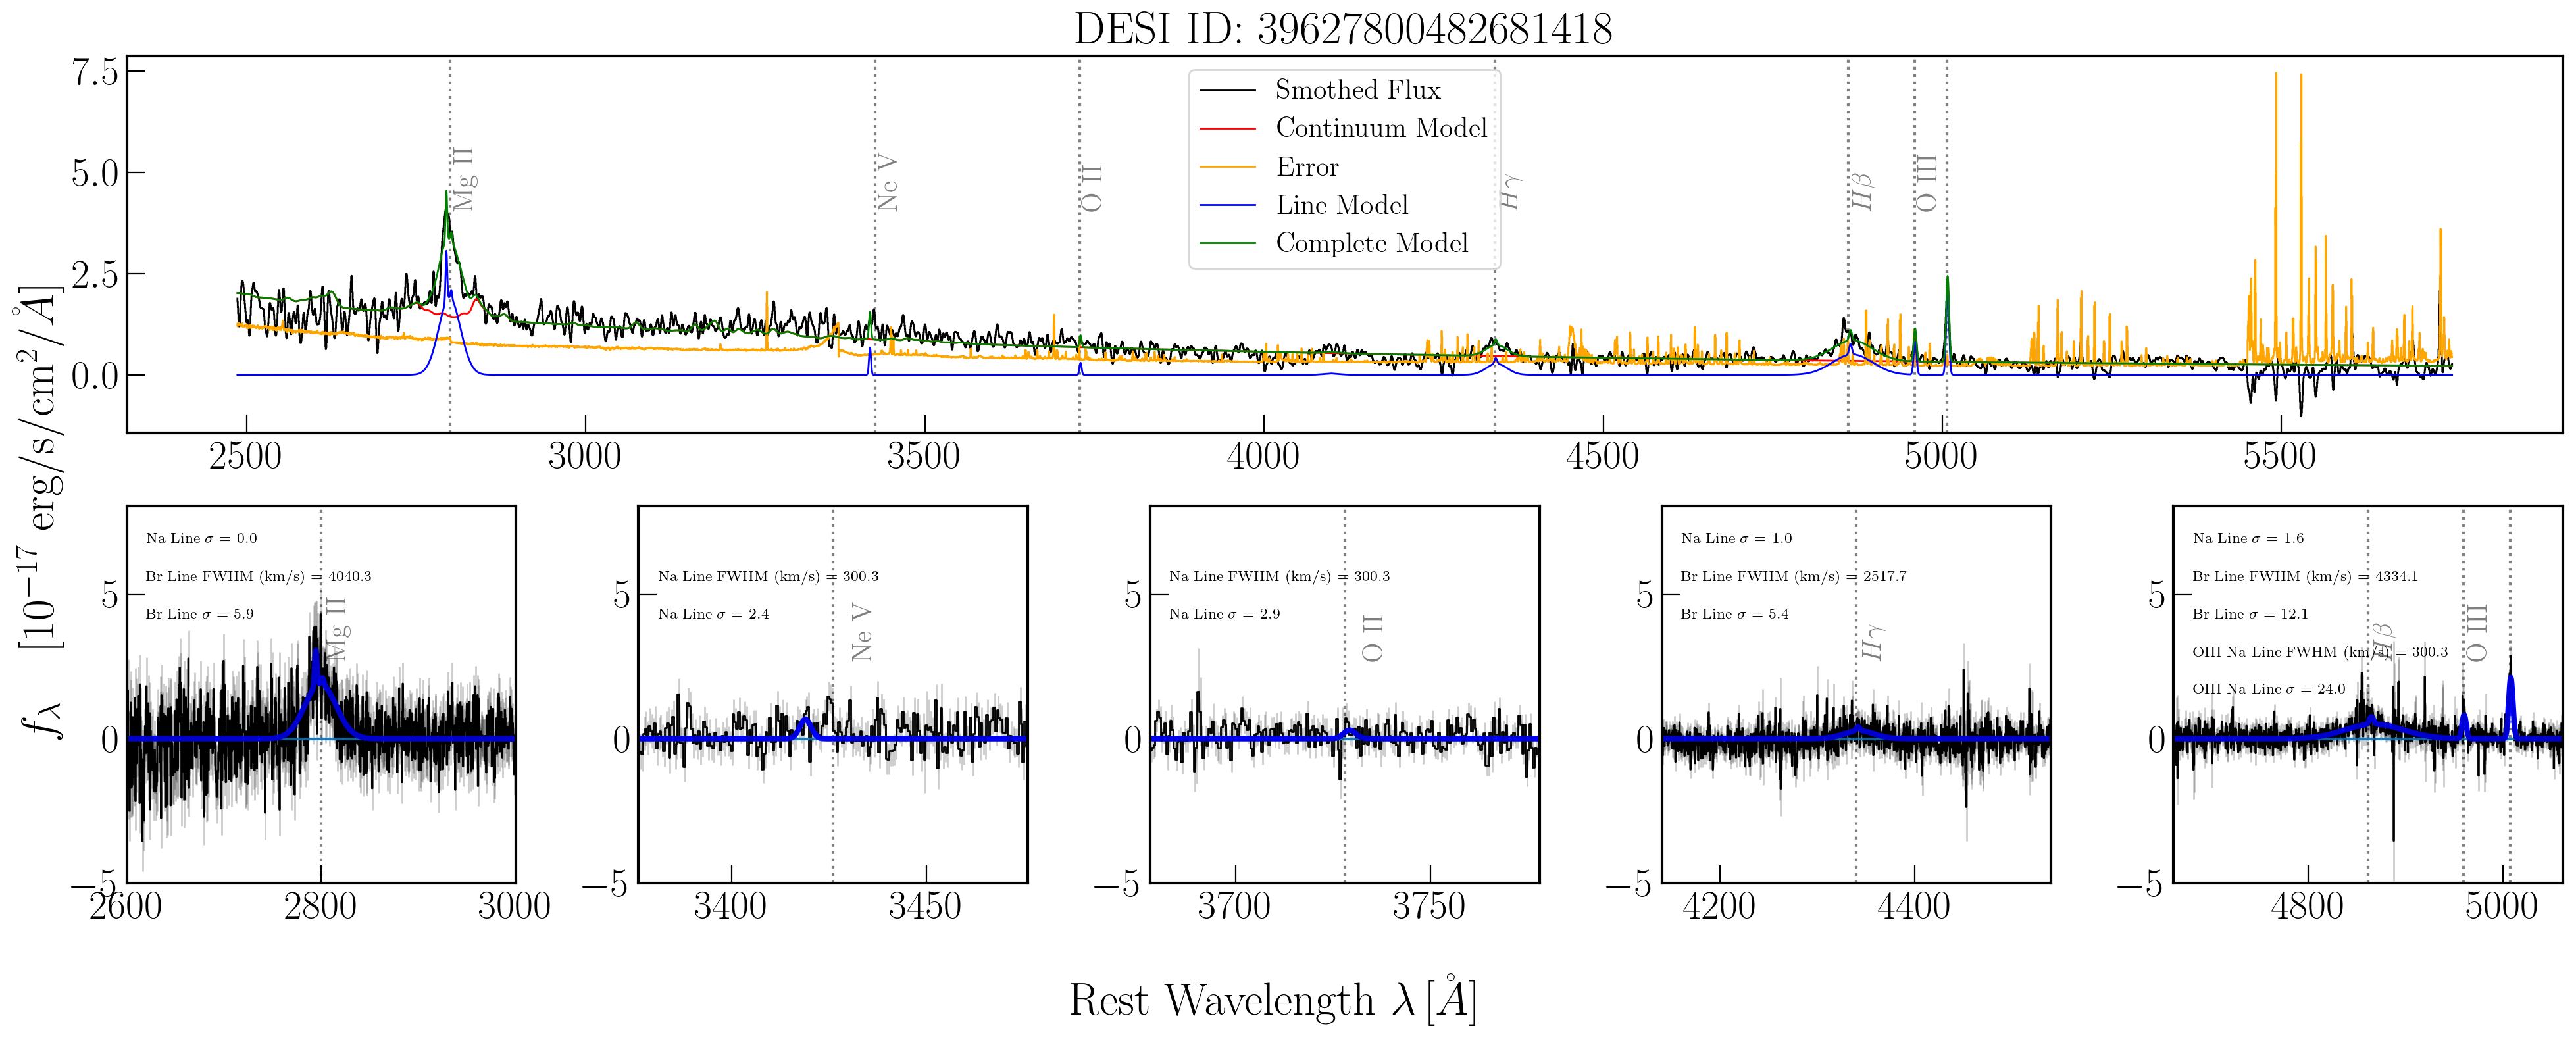 DESI ID: 39627800482681418
7.5
5.0
2.5
0.0
Mg II
Ne V
O II
Hγ
Hβ
O III
Smothed Flux
Continuum Model
Error
Line Model
Complete Model
2500 3000 3500 4000 4500 5000 5500
f_λ [10^{-17} erg/s/cm^2/Å]
Na Line σ = 0.0
Br Line FWHM (km/s) = 4040.3
Br Line σ = 5.9
Mg II
5
0
−5
2600 2800 3000
Na Line FWHM (km/s) = 300.3
Na Line σ = 2.4
Ne V
5
0
−5
3400 3450
Na Line FWHM (km/s) = 300.3
Na Line σ = 2.9
O II
5
0
−5
3700 3750
Na Line σ = 1.0
Br Line FWHM (km/s) = 2517.7
Br Line σ = 5.4
Hγ
5
0
−5
4200 4400
Na Line σ = 1.6
Br Line FWHM (km/s) = 4334.1
Br Line σ = 12.1
OIII Na Line FWHM (km/s) = 300.3
OIII Na Line σ = 24.0
Hβ
O III
5
0
−5
4800 5000
Rest Wavelength λ [Å]